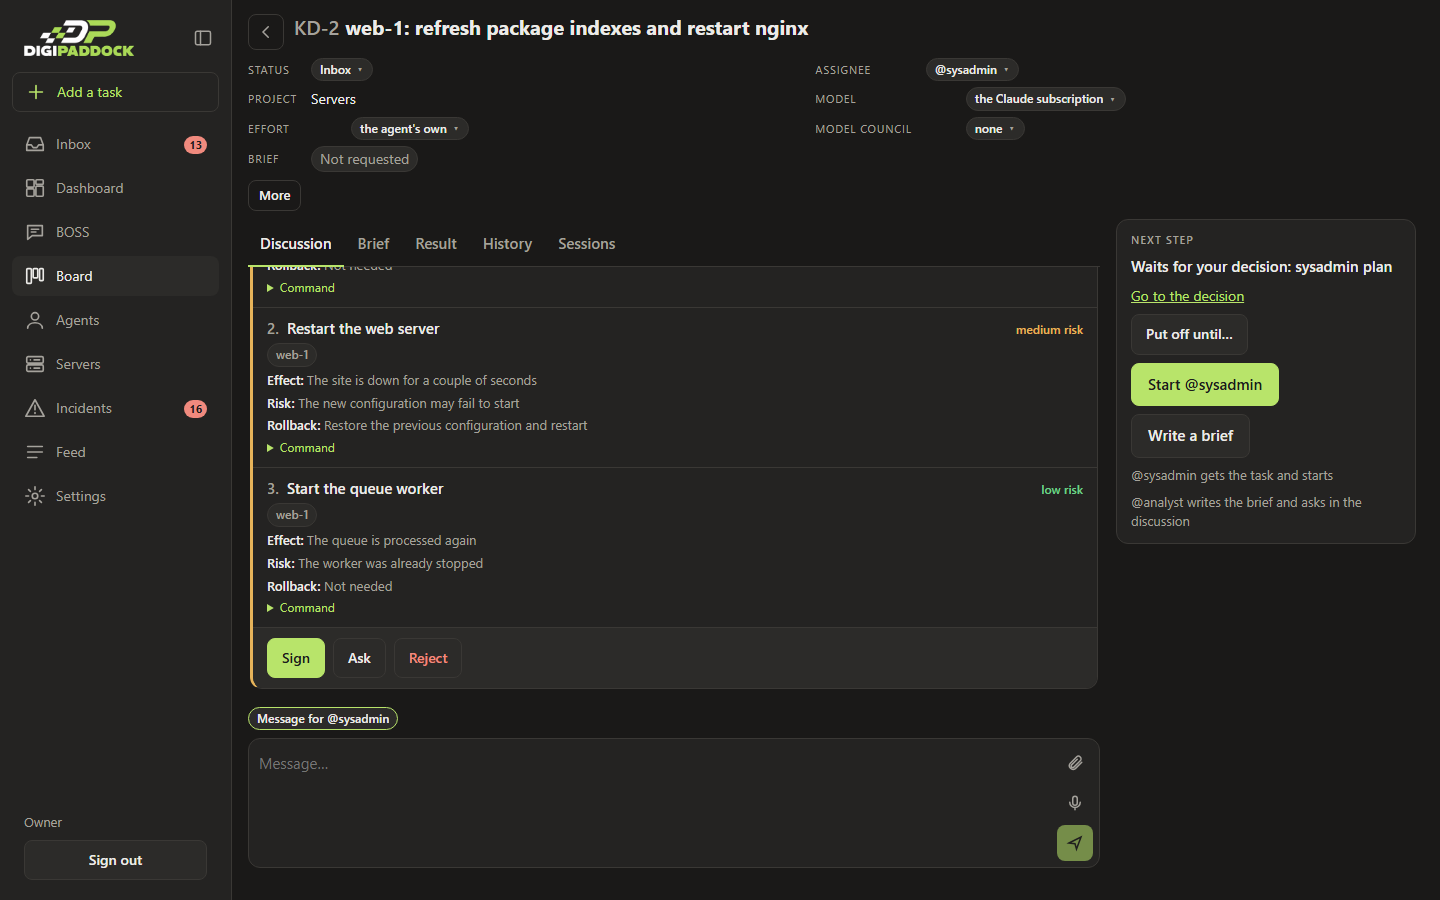 DIGIPADDOCK
Add a task
Inbox 13
Dashboard
BOSS
Board
Agents
Servers
Incidents 16
Feed
Settings
Owner
Sign out
KD-2 web-1: refresh package indexes and restart nginx
STATUS Inbox
ASSIGNEE @sysadmin
PROJECT Servers
MODEL the Claude subscription
EFFORT the agent's own
MODEL COUNCIL none
BRIEF Not requested
More
Discussion Brief Result History Sessions
Rollback: Not needed
Command
2. Restart the web server medium risk
web-1
Effect: The site is down for a couple of seconds
Risk: The new configuration may fail to start
Rollback: Restore the previous configuration and restart
Command
3. Start the queue worker low risk
web-1
Effect: The queue is processed again
Risk: The worker was already stopped
Rollback: Not needed
Command
Sign Ask Reject
Message for @sysadmin
Message...
NEXT STEP
Waits for your decision: sysadmin plan
Go to the decision
Put off until...
Start @sysadmin
Write a brief
@sysadmin gets the task and starts
@analyst writes the brief and asks in the
discussion